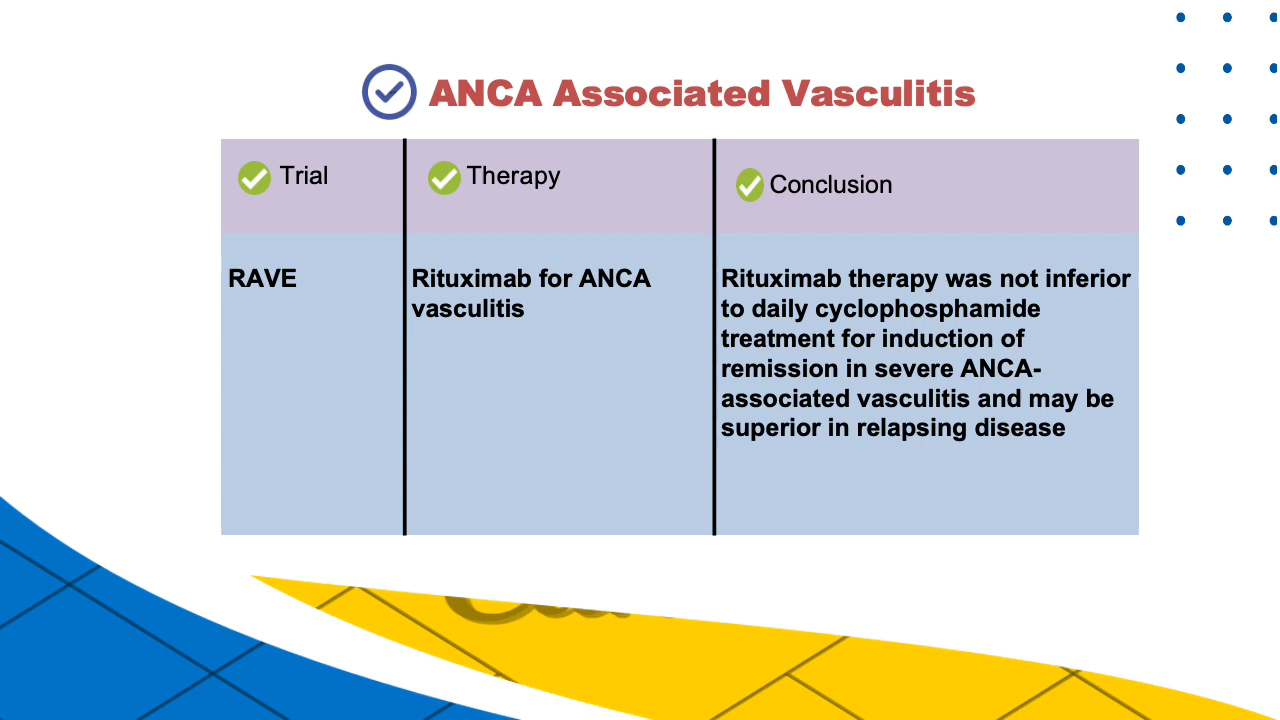 ANCA Associated Vasculitis
Trial
Therapy
Conclusion
RAVE
Rituximab for ANCA
vasculitis
Rituximab therapy was not inferior
to daily cyclophosphamide
treatment for induction of
remission in severe ANCA-
associated vasculitis and may be
superior in relapsing disease